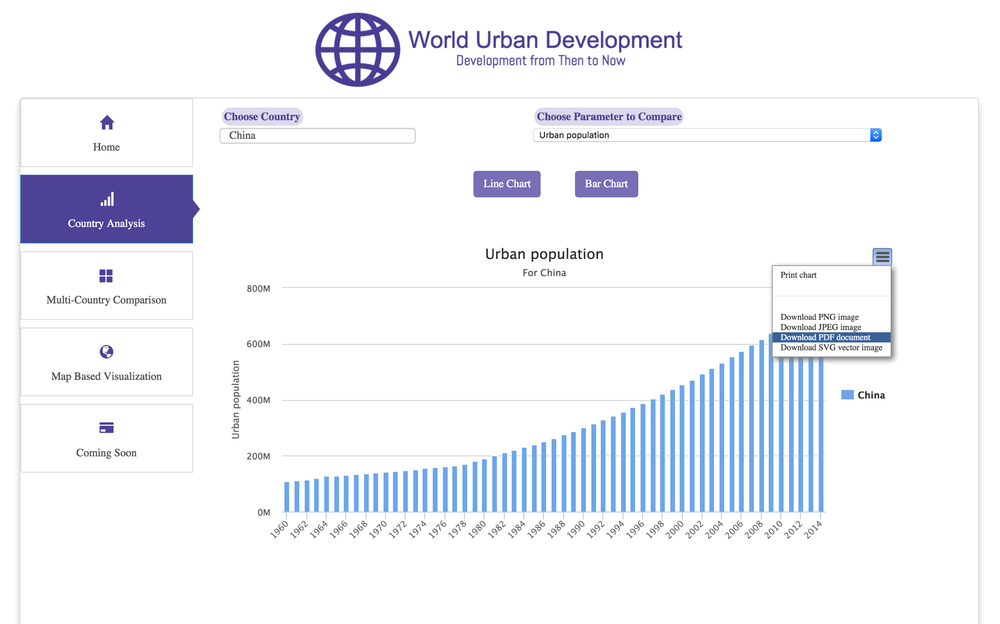 World Urban Development
Development from Then to Now
Home
Country Analysis
Multi-Country Comparison
Map Based Visualization
Coming Soon
Choose Country
China
Choose Parameter to Compare
Urban population
Line Chart
Bar Chart
Urban population
For China
Print chart
Download PNG image
Download JPEG image
Download PDF document
Download SVG vector image
Urban population
800M
600M
400M
200M
0M
1960
1962
1964
1966
1968
1970
1972
1974
1976
1978
1980
1982
1984
1986
1988
1990
1992
1994
1996
1998
2000
2002
2004
2006
2008
2010
2012
2014
China